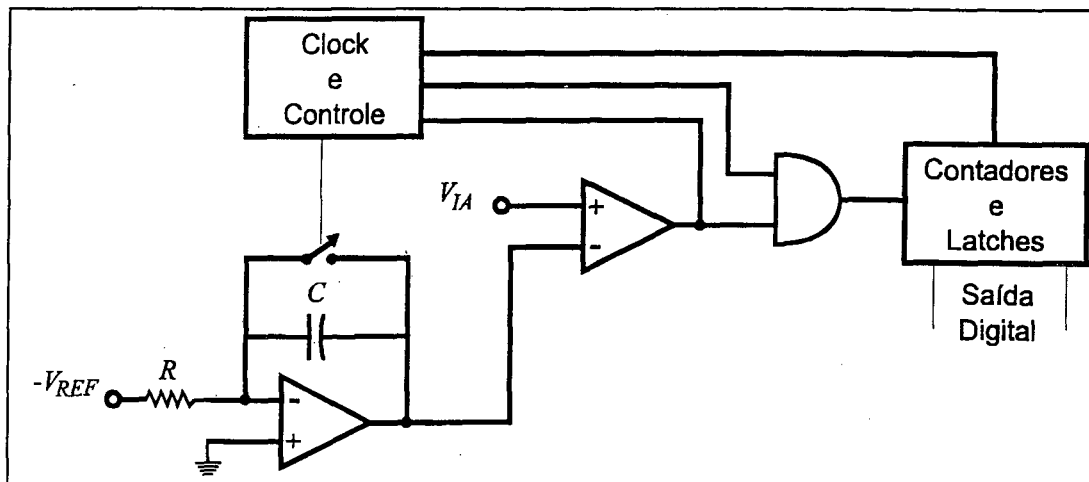 Clock
e
Controle
V_IA
+
-
Contadores
e
Latches
Saída
Digital
C
-V_REF
R
-
+